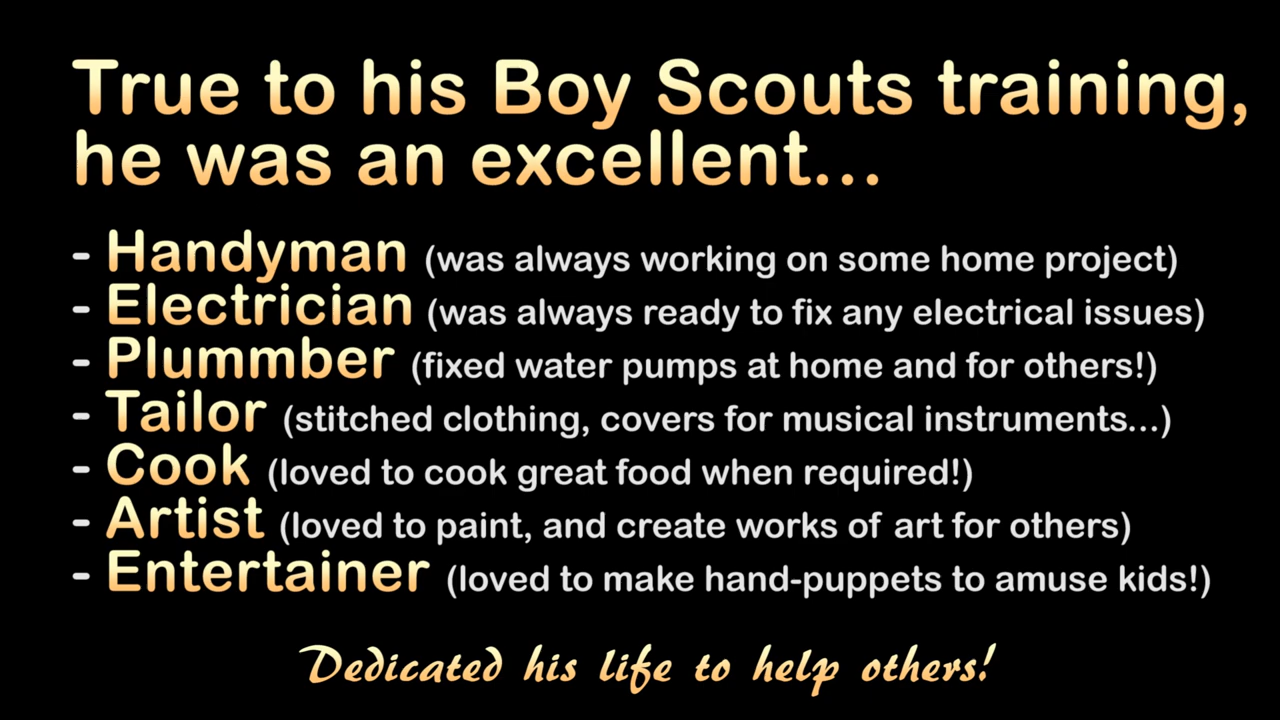 True to his Boy Scouts training,
he was an excellent...
- Handyman (was always working on some home project)
- Electrician (was always ready to fix any electrical issues)
- Plummber (fixed water pumps at home and for others!)
- Tailor (stitched clothing, covers for musical instruments...)
- Cook (loved to cook great food when required!)
- Artist (loved to paint, and create works of art for others)
- Entertainer (loved to make hand-puppets to amuse kids!)
Dedicated his life to help others!